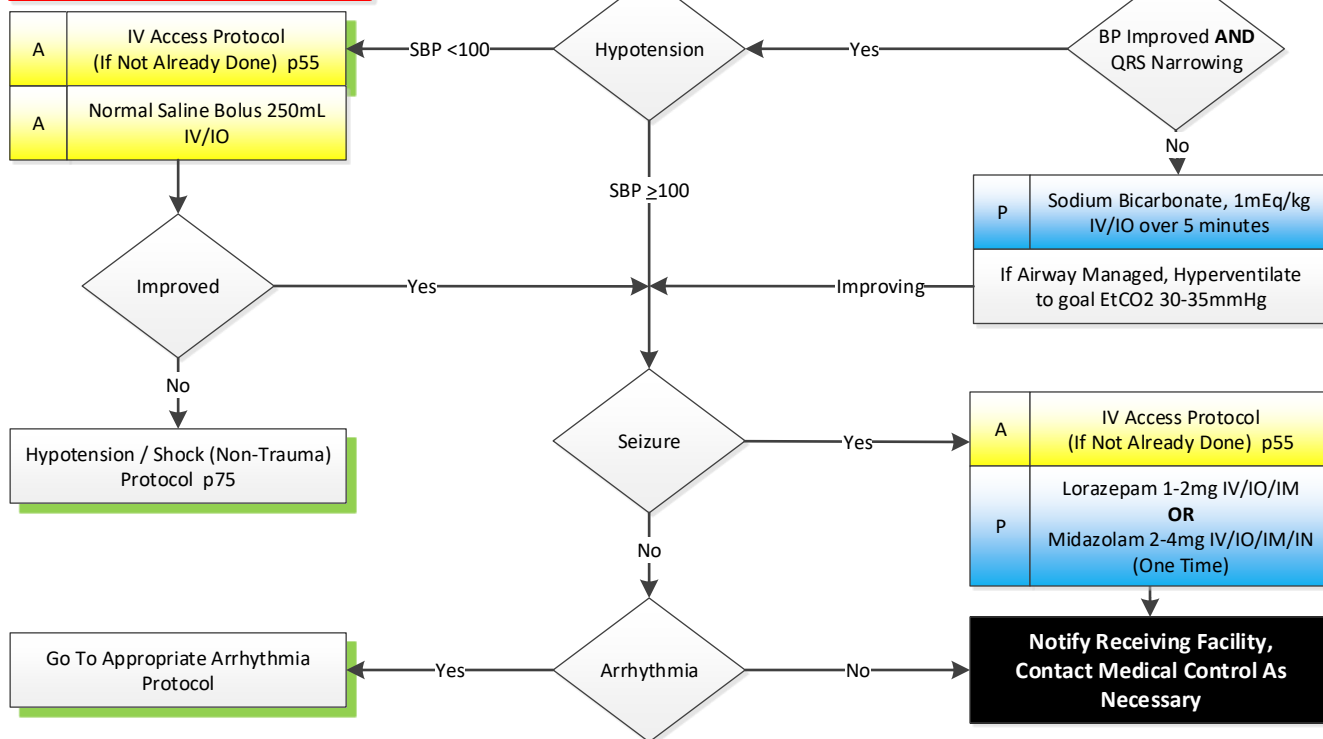 A
IV Access Protocol
(If Not Already Done) p55
A
Normal Saline Bolus 250mL
IV/IO
SBP <100
Hypotension
Yes
BP Improved AND
QRS Narrowing
No
SBP ≥100
P
Sodium Bicarbonate, 1mEq/kg
IV/IO over 5 minutes
If Airway Managed, Hyperventilate
to goal EtCO2 30-35mmHg
Improving
Improved
Yes
No
Hypotension / Shock (Non-Trauma)
Protocol p75
Seizure
Yes
A
IV Access Protocol
(If Not Already Done) p55
P
Lorazepam 1-2mg IV/IO/IM
OR
Midazolam 2-4mg IV/IO/IM/IN
(One Time)
No
Go To Appropriate Arrhythmia
Protocol
Yes
Arrhythmia
No
Notify Receiving Facility,
Contact Medical Control As
Necessary